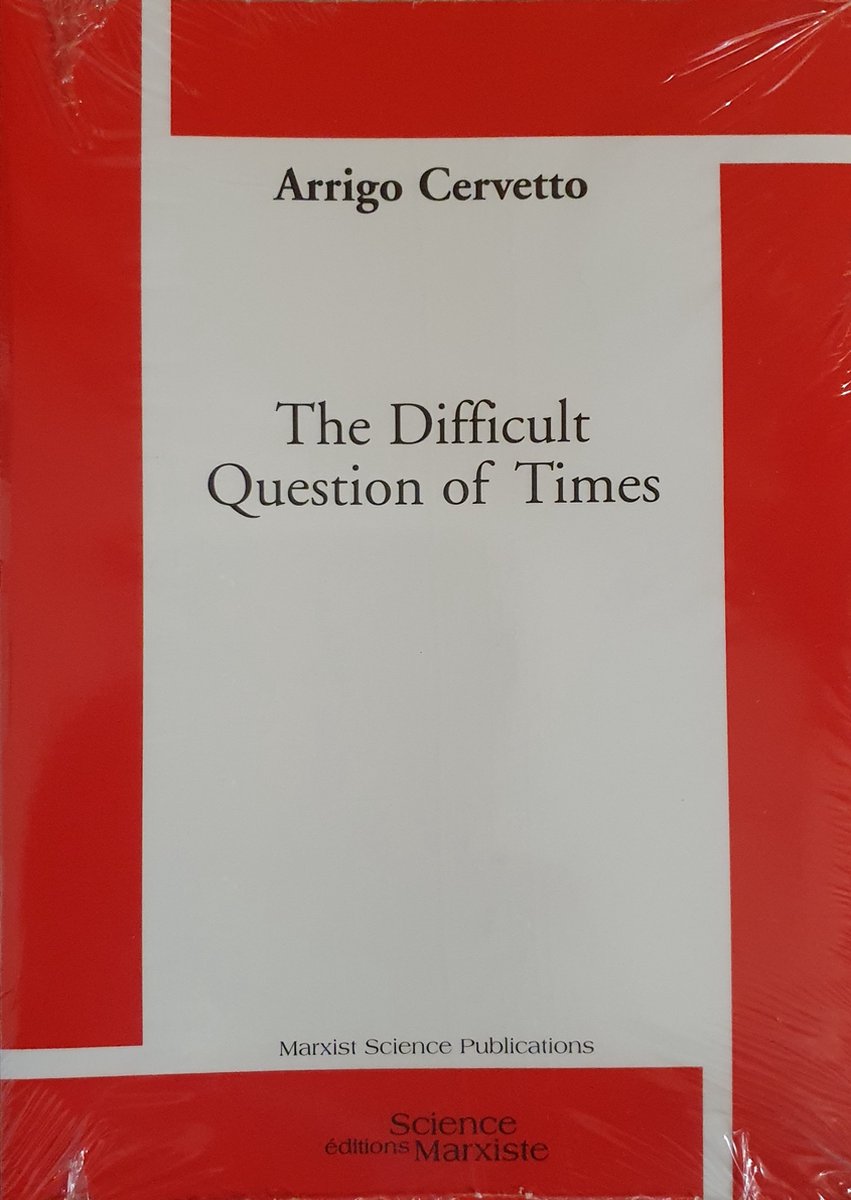 Arrigo Cervetto
The Difficult
Question of Times
Marxist Science Publications
Science
éditions Marxiste